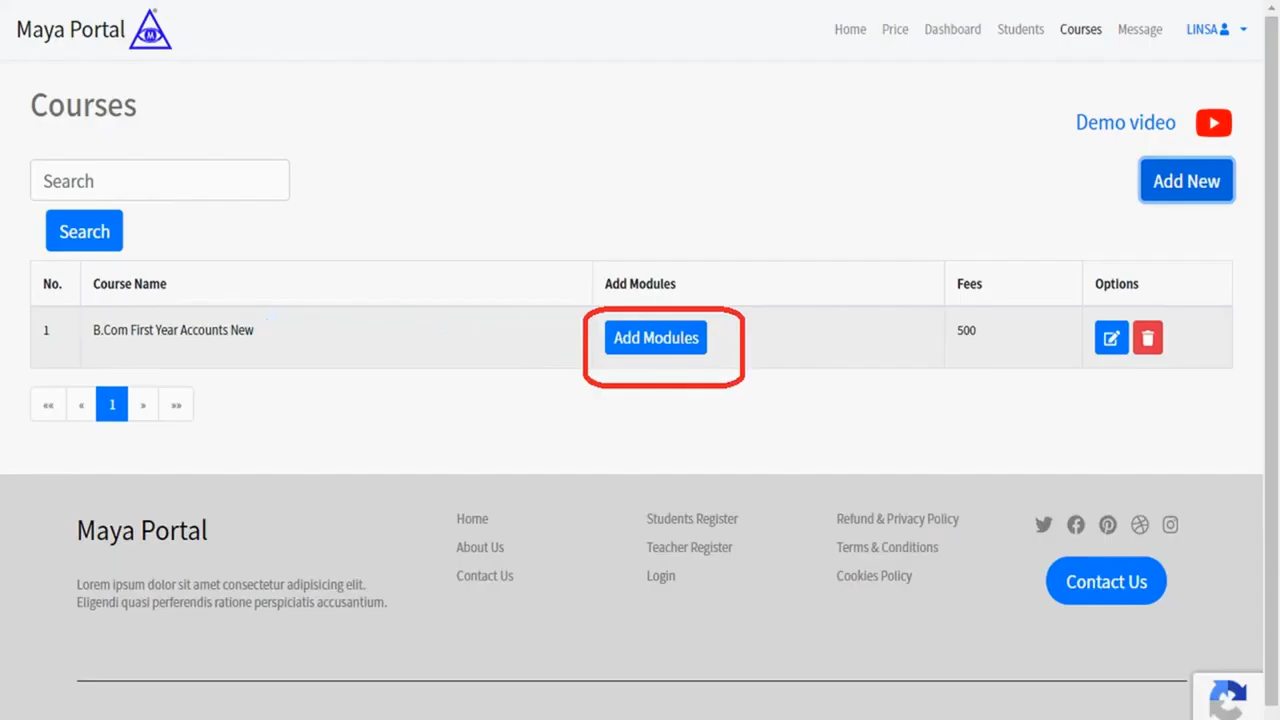 Maya Portal
M
Home Price Dashboard Students Courses Message LINSA
Courses
Demo video
Search
Add New
Search
No. Course Name Add Modules Fees Options
1 B.Com First Year Accounts New Add Modules 500
«« « 1 » »»
Maya Portal
Lorem ipsum dolor sit amet consectetur adipisicing elit.
Eligendi quasi perferendis ratione perspiciatis accusantium.
Home
About Us
Contact Us
Students Register
Teacher Register
Login
Refund & Privacy Policy
Terms & Conditions
Cookies Policy
Contact Us